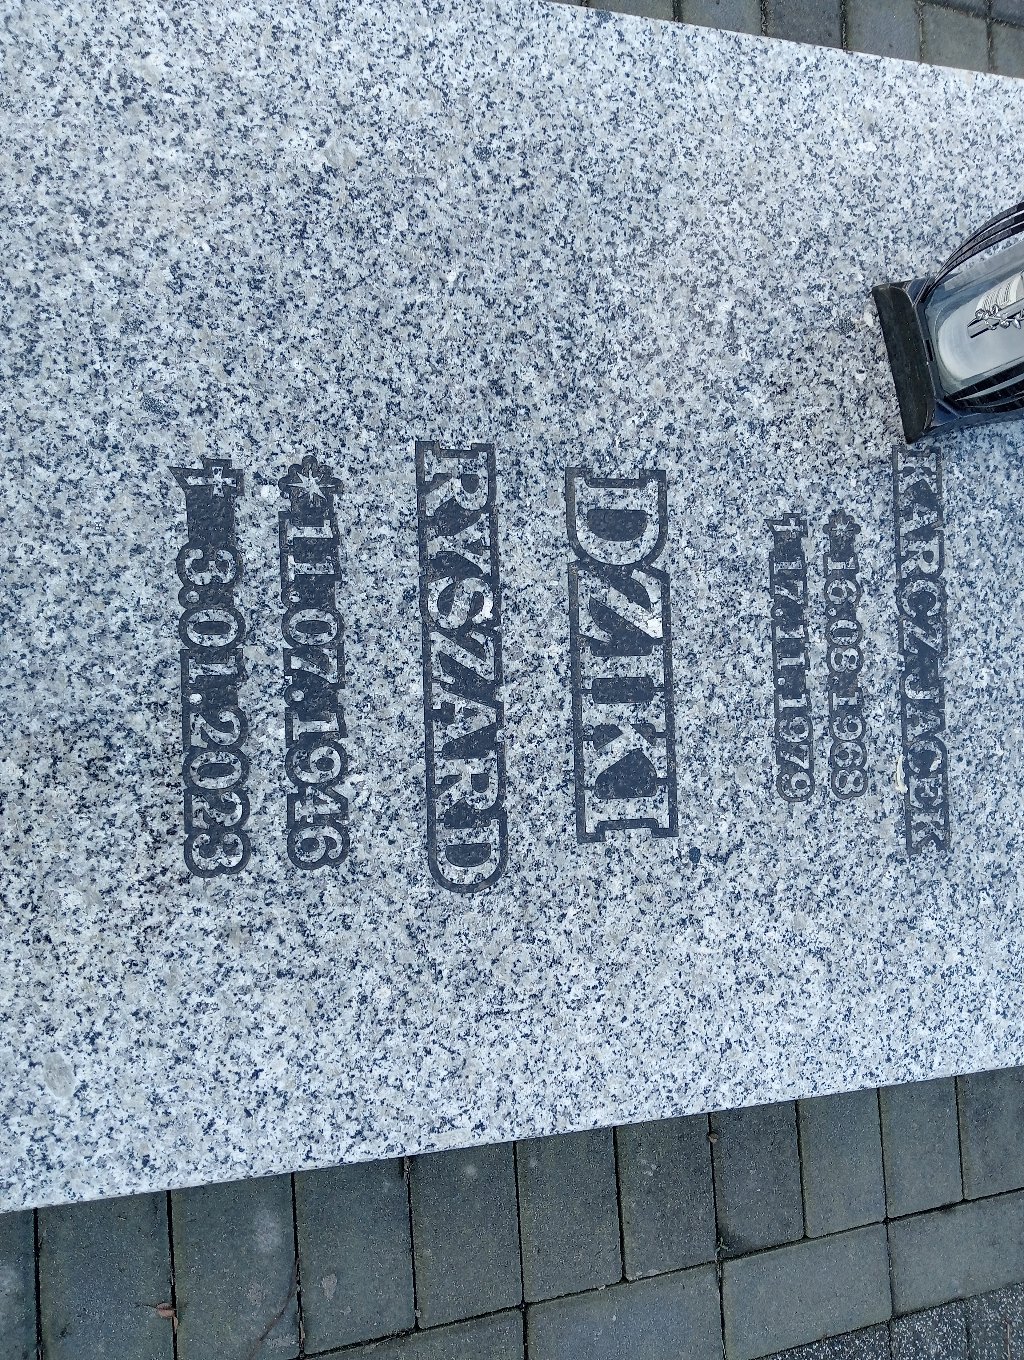 KARCZ JACEK
* 16.08.1968
† 17.11.1979
DZIKI
RYSZARD
* 11.07.1946
† 3.01.2023